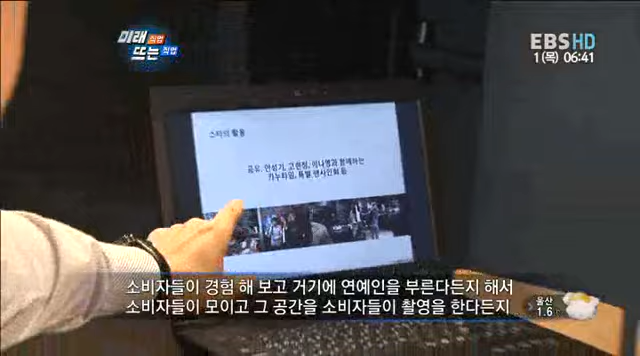 미래 직업
뜨는 직업
EBS HD
1(목) 06:41
스타의 활용
공유, 안성기, 고현정, 이나영과 함께하는
카누타임, 특별 팬사인회 등
소비자들이 경험 해 보고 거기에 연예인을 부른다든지 해서
소비자들이 모이고 그 공간을 소비자들이 촬영을 한다든지
울산
1.6